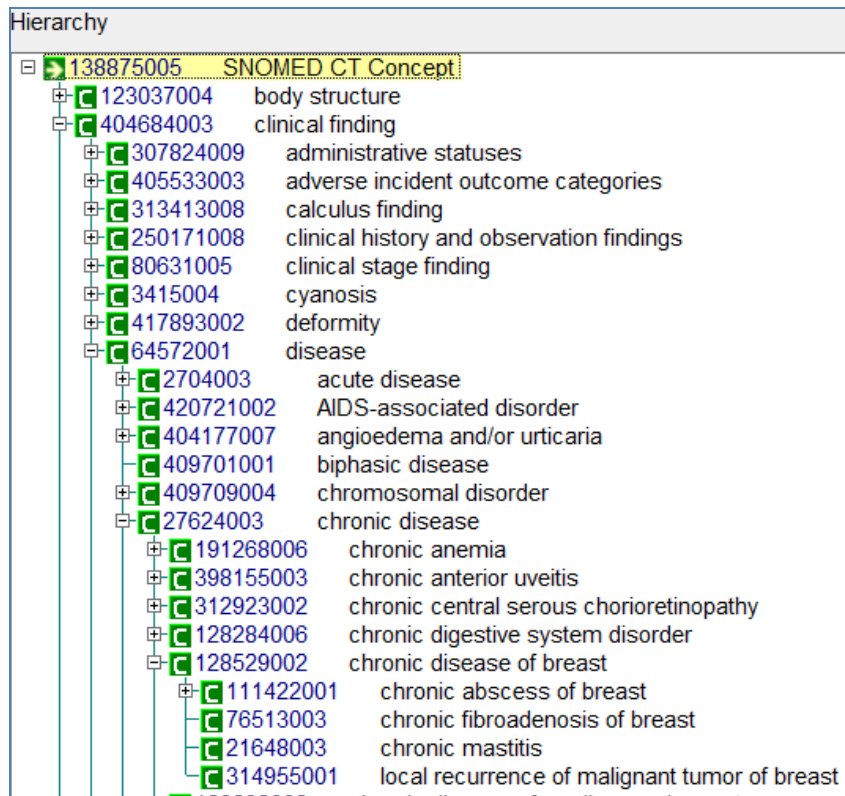 Hierarchy
138875005 SNOMED CT Concept
123037004 body structure
404684003 clinical finding
307824009 administrative statuses
405533003 adverse incident outcome categories
313413008 calculus finding
250171008 clinical history and observation findings
80631005 clinical stage finding
3415004 cyanosis
417893002 deformity
64572001 disease
2704003 acute disease
420721002 AIDS-associated disorder
404177007 angioedema and/or urticaria
409701001 biphasic disease
409709004 chromosomal disorder
27624003 chronic disease
191268006 chronic anemia
398155003 chronic anterior uveitis
312923002 chronic central serous chorioretinopathy
128284006 chronic digestive system disorder
128529002 chronic disease of breast
111422001 chronic abscess of breast
76513003 chronic fibroadenosis of breast
21648003 chronic mastitis
314955001 local recurrence of malignant tumor of breast